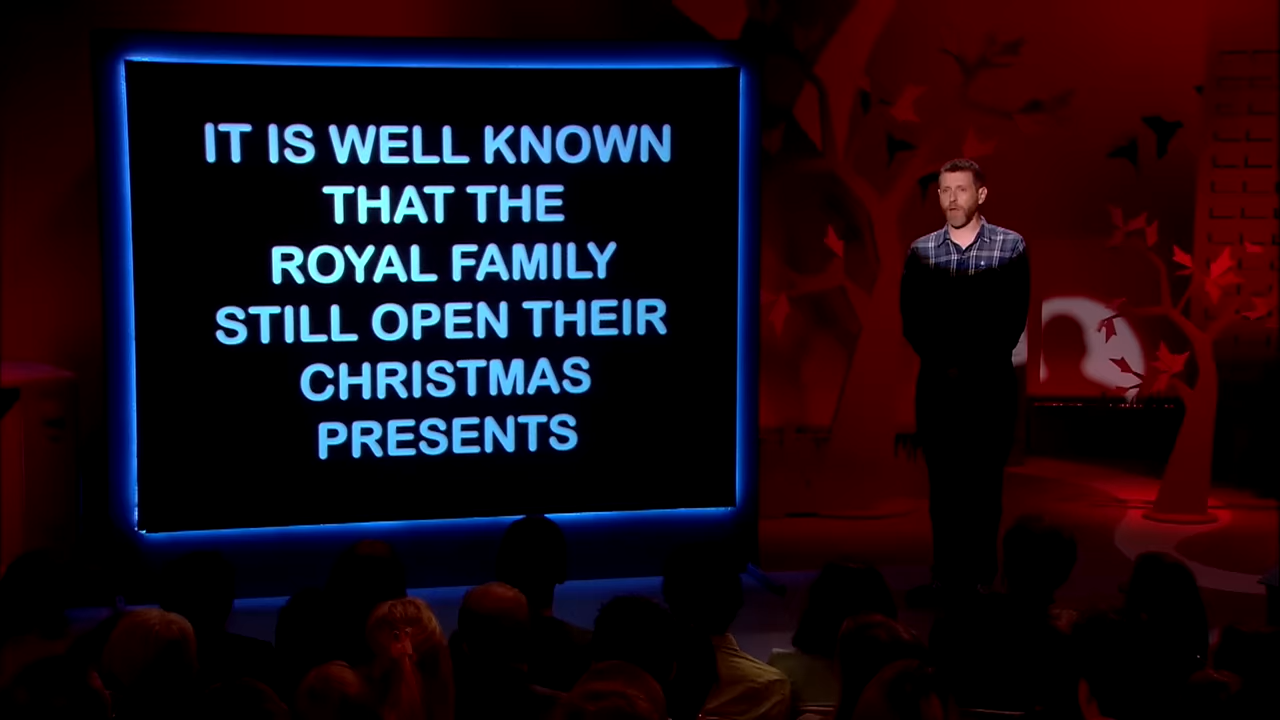 IT IS WELL KNOWN
THAT THE
ROYAL FAMILY
STILL OPEN THEIR
CHRISTMAS
PRESENTS